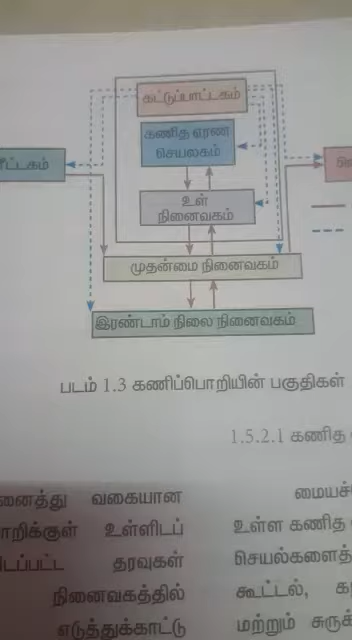 கட்டுப்பாட்டகம்
கணித ஏரண
செயலகம்
உள்
நினைவகம்
முதன்மை நினைவகம்
இரண்டாம் நிலை நினைவகம்
படம் 1.3 கணிப்பொறியின் பகுதிகள்
1.5.2.1 கணித
வகையான
உள்ளிடப்
தரவுகள்
நினைவகத்தில்
எடுத்துக்காட்டு
உள்ள கணித
செயல்களைத்
கூட்டல்,
மற்றும்